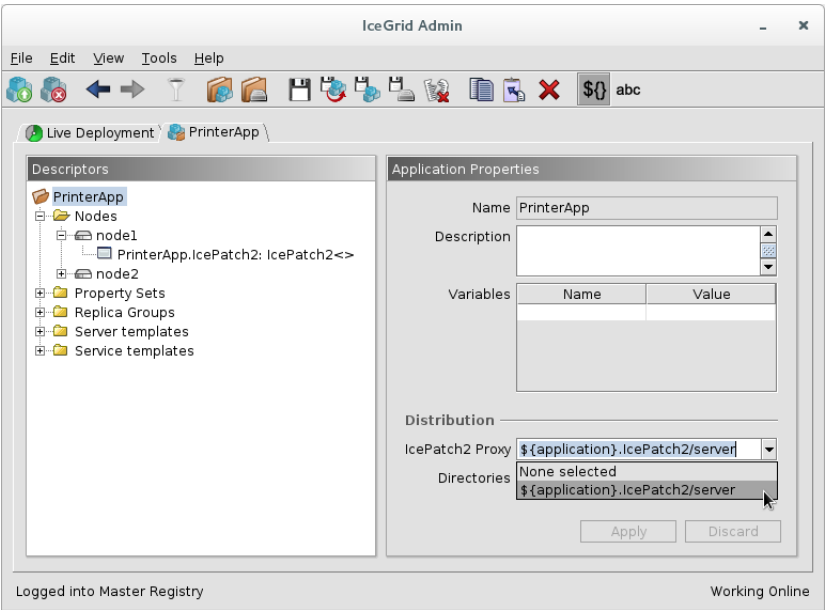 IceGrid Admin
File Edit View Tools Help
${} abc
Live Deployment PrinterApp
Descriptors
PrinterApp
Nodes
node1
PrinterApp.IcePatch2: IcePatch2<>
node2
Property Sets
Replica Groups
Server templates
Service templates
Application Properties
Name PrinterApp
Description
Variables Name Value
Distribution
IcePatch2 Proxy ${application}.IcePatch2/server
None selected
Directories ${application}.IcePatch2/server
Apply Discard
Logged into Master Registry Working Online